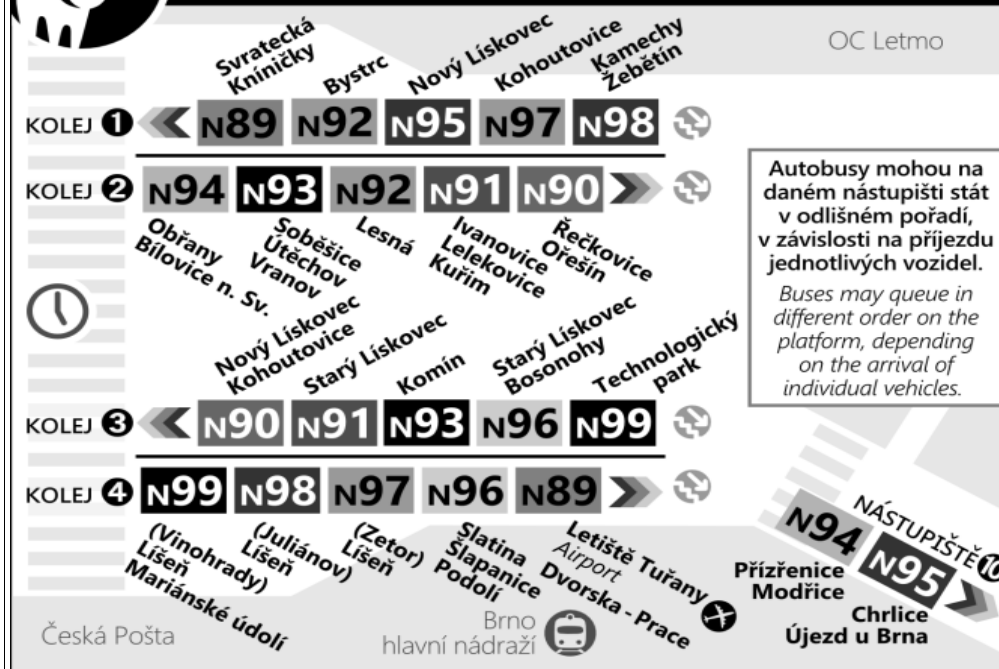 OC Letmo
Svratecká
Kníničky
Bystrc
Nový Lískovec
Kohoutovice
Kamechy
Žebětín
KOLEJ 1 N89 N92 N95 N97 N98
KOLEJ 2 N94 N93 N92 N91 N90
Obřany
Bílovice n. Sv.
Soběšice
Útěchov
Vranov
Lesná
Ivanovice
Lelekovice
Kuřim
Řečkovice
Ořešín
Autobusy mohou na
daném nástupišti stát
v odlišném pořadí,
v závislosti na příjezdu
jednotlivých vozidel.
Buses may queue in
different order on the
platform, depending
on the arrival of
individual vehicles.
Nový Lískovec
Kohoutovice
Starý Lískovec
Komín
Starý Lískovec
Bosonohy
Technologický
park
KOLEJ 3 N90 N91 N93 N96 N99
KOLEJ 4 N99 N98 N97 N96 N89
(Vinohrady)
Líšeň
Mariánské údolí
(Juliánov)
Líšeň
(Zetor)
Líšeň
Slatina
Šlapanice
Podolí
Letiště Tuřany
Airport
Dvorska - Prace
NÁSTUPIŠTĚ 10
N94 N95
Přízřenice
Modřice
Chrlice
Újezd u Brna
Česká Pošta
Brno
hlavní nádraží